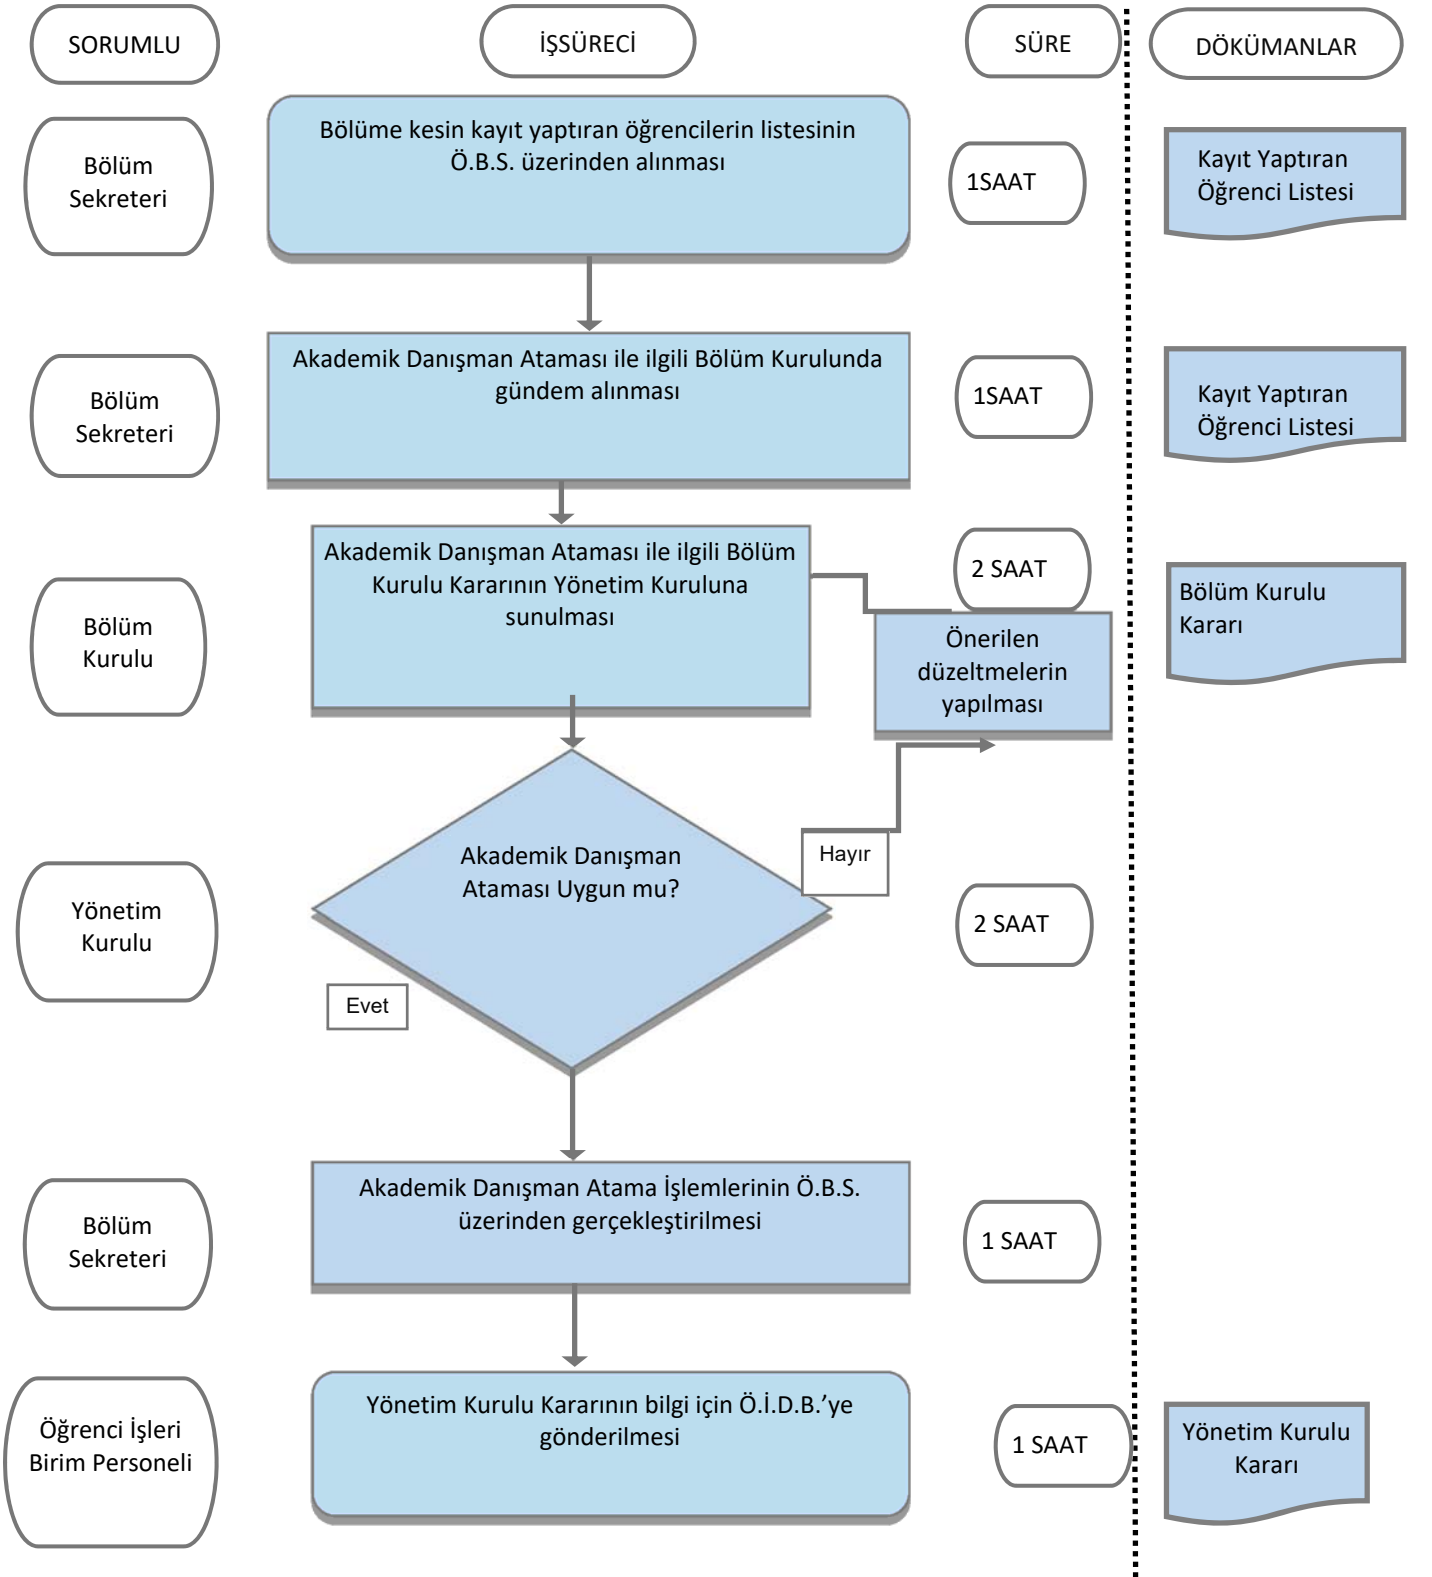 SORUMLU
İŞSÜRECİ
SÜRE
DÖKÜMANLAR
Bölüm
Sekreteri
Bölüme kesin kayıt yaptıran öğrencilerin listesinin
Ö.B.S. üzerinden alınması
1SAAT
Kayıt Yaptıran
Öğrenci Listesi
Bölüm
Sekreteri
Akademik Danışman Ataması ile ilgili Bölüm Kurulunda
gündem alınması
1SAAT
Kayıt Yaptıran
Öğrenci Listesi
Bölüm
Kurulu
Akademik Danışman Ataması ile ilgili Bölüm
Kurulu Kararının Yönetim Kuruluna
sunulması
2 SAAT
Önerilen
düzeltmelerin
yapılması
Bölüm Kurulu
Kararı
Yönetim
Kurulu
Akademik Danışman
Ataması Uygun mu?
Hayır
Evet
2 SAAT
Bölüm
Sekreteri
Akademik Danışman Atama İşlemlerinin Ö.B.S.
üzerinden gerçekleştirilmesi
1 SAAT
Öğrenci İşleri
Birim Personeli
Yönetim Kurulu Kararının bilgi için Ö.İ.D.B.’ye
gönderilmesi
1 SAAT
Yönetim Kurulu
Kararı